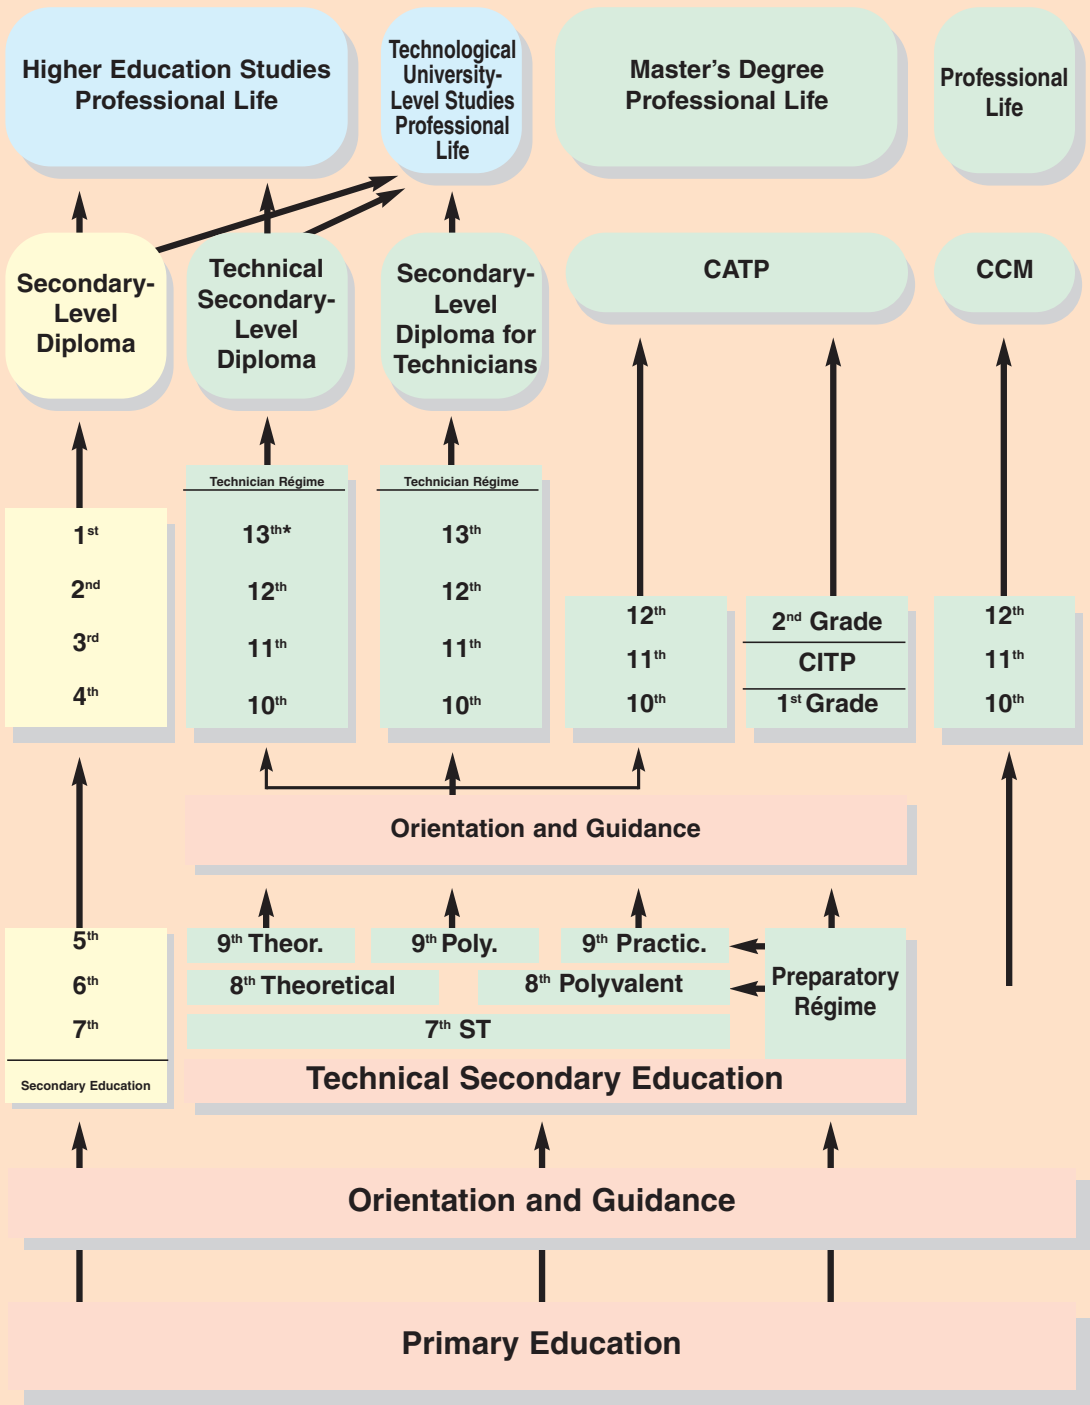 Higher Education Studies
Professional Life
Technological
University-
Level Studies
Professional
Life
Master's Degree
Professional Life
Professional
Life
Secondary-
Level
Diploma
Technical
Secondary-
Level
Diploma
Secondary-
Level
Diploma for
Technicians
CATP
CCM
1st
2nd
3rd
4th
Technician Régime
13th*
12th
11th
10th
Technician Régime
13th
12th
11th
10th
12th
11th
10th
2nd Grade
CITP
1st Grade
12th
11th
10th
Orientation and Guidance
5th
6th
7th
Secondary Education
9th Theor.
9th Poly.
9th Practic.
8th Theoretical
8th Polyvalent
7th ST
Preparatory
Régime
Technical Secondary Education
Orientation and Guidance
Primary Education